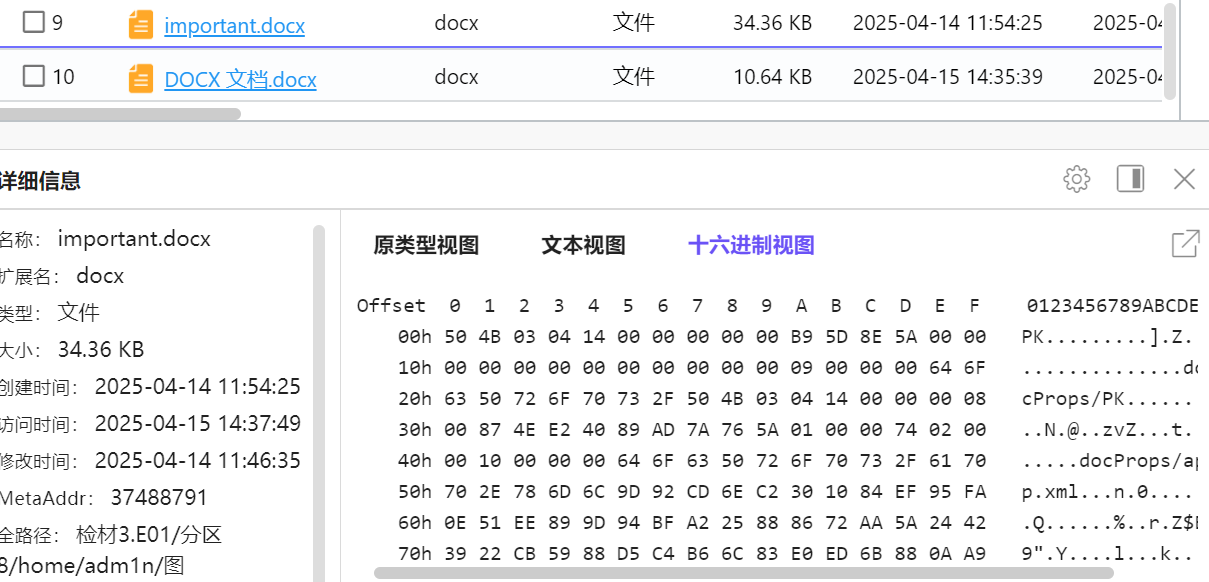 9 important.docx docx 文件 34.36 KB 2025-04-14 11:54:25 2025-04
10 DOCX 文档.docx docx 文件 10.64 KB 2025-04-15 14:35:39 2025-04
详细信息
名称： important.docx
扩展名： docx
类型： 文件
大小： 34.36 KB
创建时间： 2025-04-14 11:54:25
访问时间： 2025-04-15 14:37:49
修改时间： 2025-04-14 11:46:35
MetaAddr： 37488791
全路径： 检材3.E01/分区
8/home/adm1n/图
原类型视图 文本视图 十六进制视图
Offset 0 1 2 3 4 5 6 7 8 9 A B C D E F 0123456789ABCDE
00h 50 4B 03 04 14 00 00 00 00 00 B9 5D 8E 5A 00 00 PK.........].Z.
10h 00 00 00 00 00 00 00 00 00 00 09 00 00 00 64 6F ..............do
20h 63 50 72 6F 70 73 2F 50 4B 03 04 14 00 00 00 08 cProps/PK......
30h 00 87 4E E2 40 89 AD 7A 76 5A 01 00 00 74 02 00 ..N.@..zvZ...t.
40h 00 10 00 00 00 64 6F 63 50 72 6F 70 73 2F 61 70 .....docProps/ap
50h 70 2E 78 6D 6C 9D 92 CD 6E C2 30 10 84 EF 95 FA p.xml...n.0....
60h 0E 51 EE 89 9D 94 BF A2 25 88 86 72 AA 5A 24 42 .Q......%..r.Z$B
70h 39 22 CB 59 88 D5 C4 B6 6C 83 E0 ED 6B 88 0A A9 9".Y....l...k..